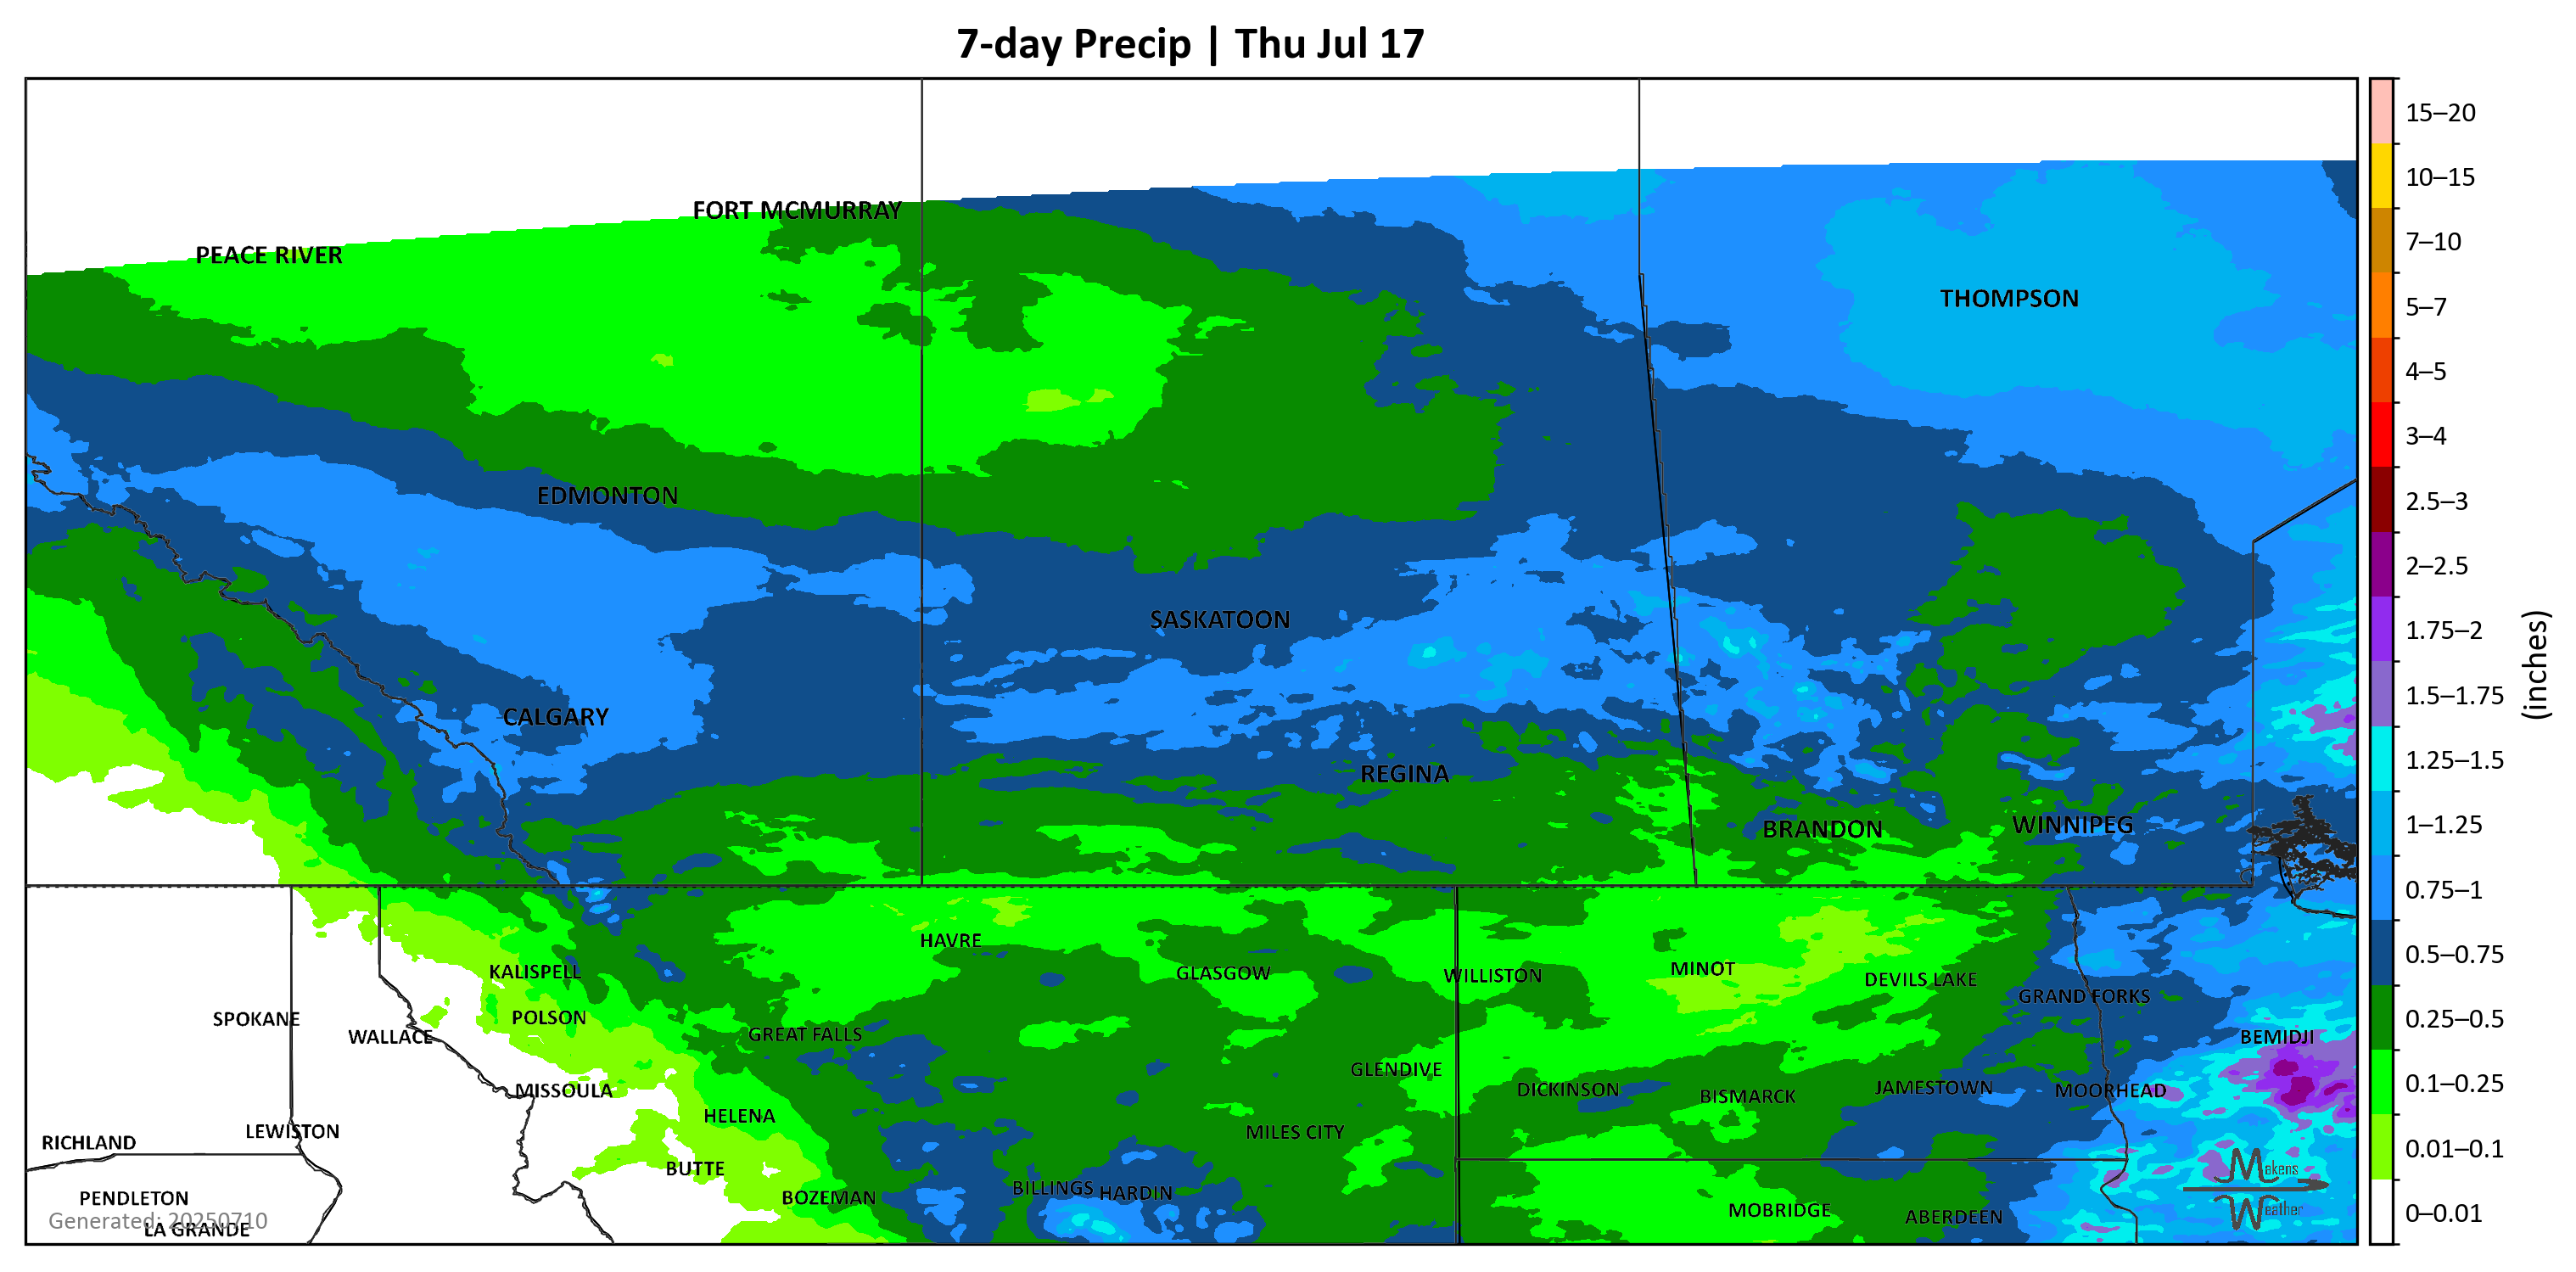 7-day Precip | Thu Jul 17
15–20
10–15
7–10
5–7
4–5
3–4
2.5–3
2–2.5
1.75–2
1.5–1.75
1.25–1.5
1–1.25
0.75–1
0.5–0.75
0.25–0.5
0.1–0.25
0.01–0.1
0–0.01
(inches)
FORT MCMURRAY
PEACE RIVER
THOMPSON
EDMONTON
SASKATOON
CALGARY
REGINA
BRANDON
WINNIPEG
HAVRE
KALISPELL
GLASGOW
WILLISTON
MINOT
DEVILS LAKE
GRAND FORKS
SPOKANE
POLSON
WALLACE
GREAT FALLS
BEMIDJI
GLENDIVE
MISSOULA
DICKINSON
BISMARCK
JAMESTOWN
MOORHEAD
HELENA
RICHLAND
LEWISTON
MILES CITY
BUTTE
BILLINGS
HARDIN
PENDLETON
BOZEMAN
MOBRIDGE
ABERDEEN
Generated: 20250710
LA GRANDE
Makens
Weather